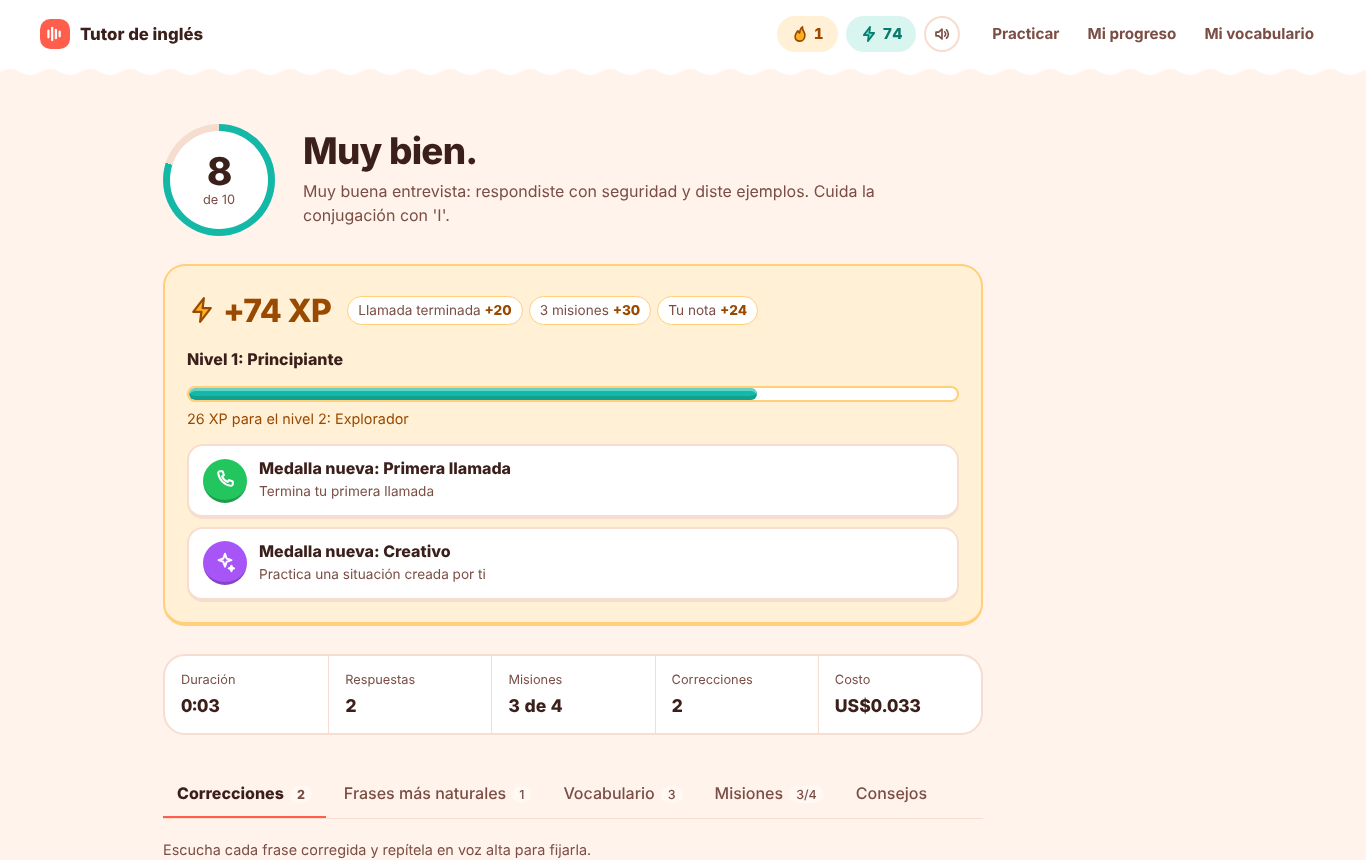 Tutor de inglés
1
74
Practicar
Mi progreso
Mi vocabulario
8
de 10
Muy bien.
Muy buena entrevista: respondiste con seguridad y diste ejemplos. Cuida la
conjugación con 'I'.
+74 XP
Llamada terminada +20
3 misiones +30
Tu nota +24
Nivel 1: Principiante
26 XP para el nivel 2: Explorador
Medalla nueva: Primera llamada
Termina tu primera llamada
Medalla nueva: Creativo
Practica una situación creada por ti
Duración
0:03
Respuestas
2
Misiones
3 de 4
Correcciones
2
Costo
US$0.033
Correcciones 2
Frases más naturales 1
Vocabulario 3
Misiones 3/4
Consejos
Escucha cada frase corregida y repítela en voz alta para fijarla.